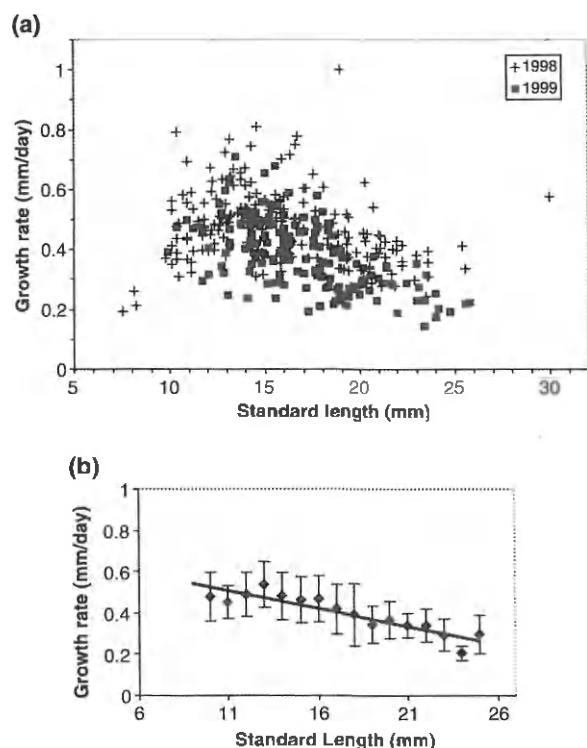 (a)
1998
1999
1
0.8
0.6
0.4
0.2
0
Growth rate (mm/day)
5 10 15 20 25 30
Standard length (mm)
(b)
1
0.8
0.6
0.4
0.2
0
Growth rate (mm/day)
6 11 16 21 26
Standard Length (mm)